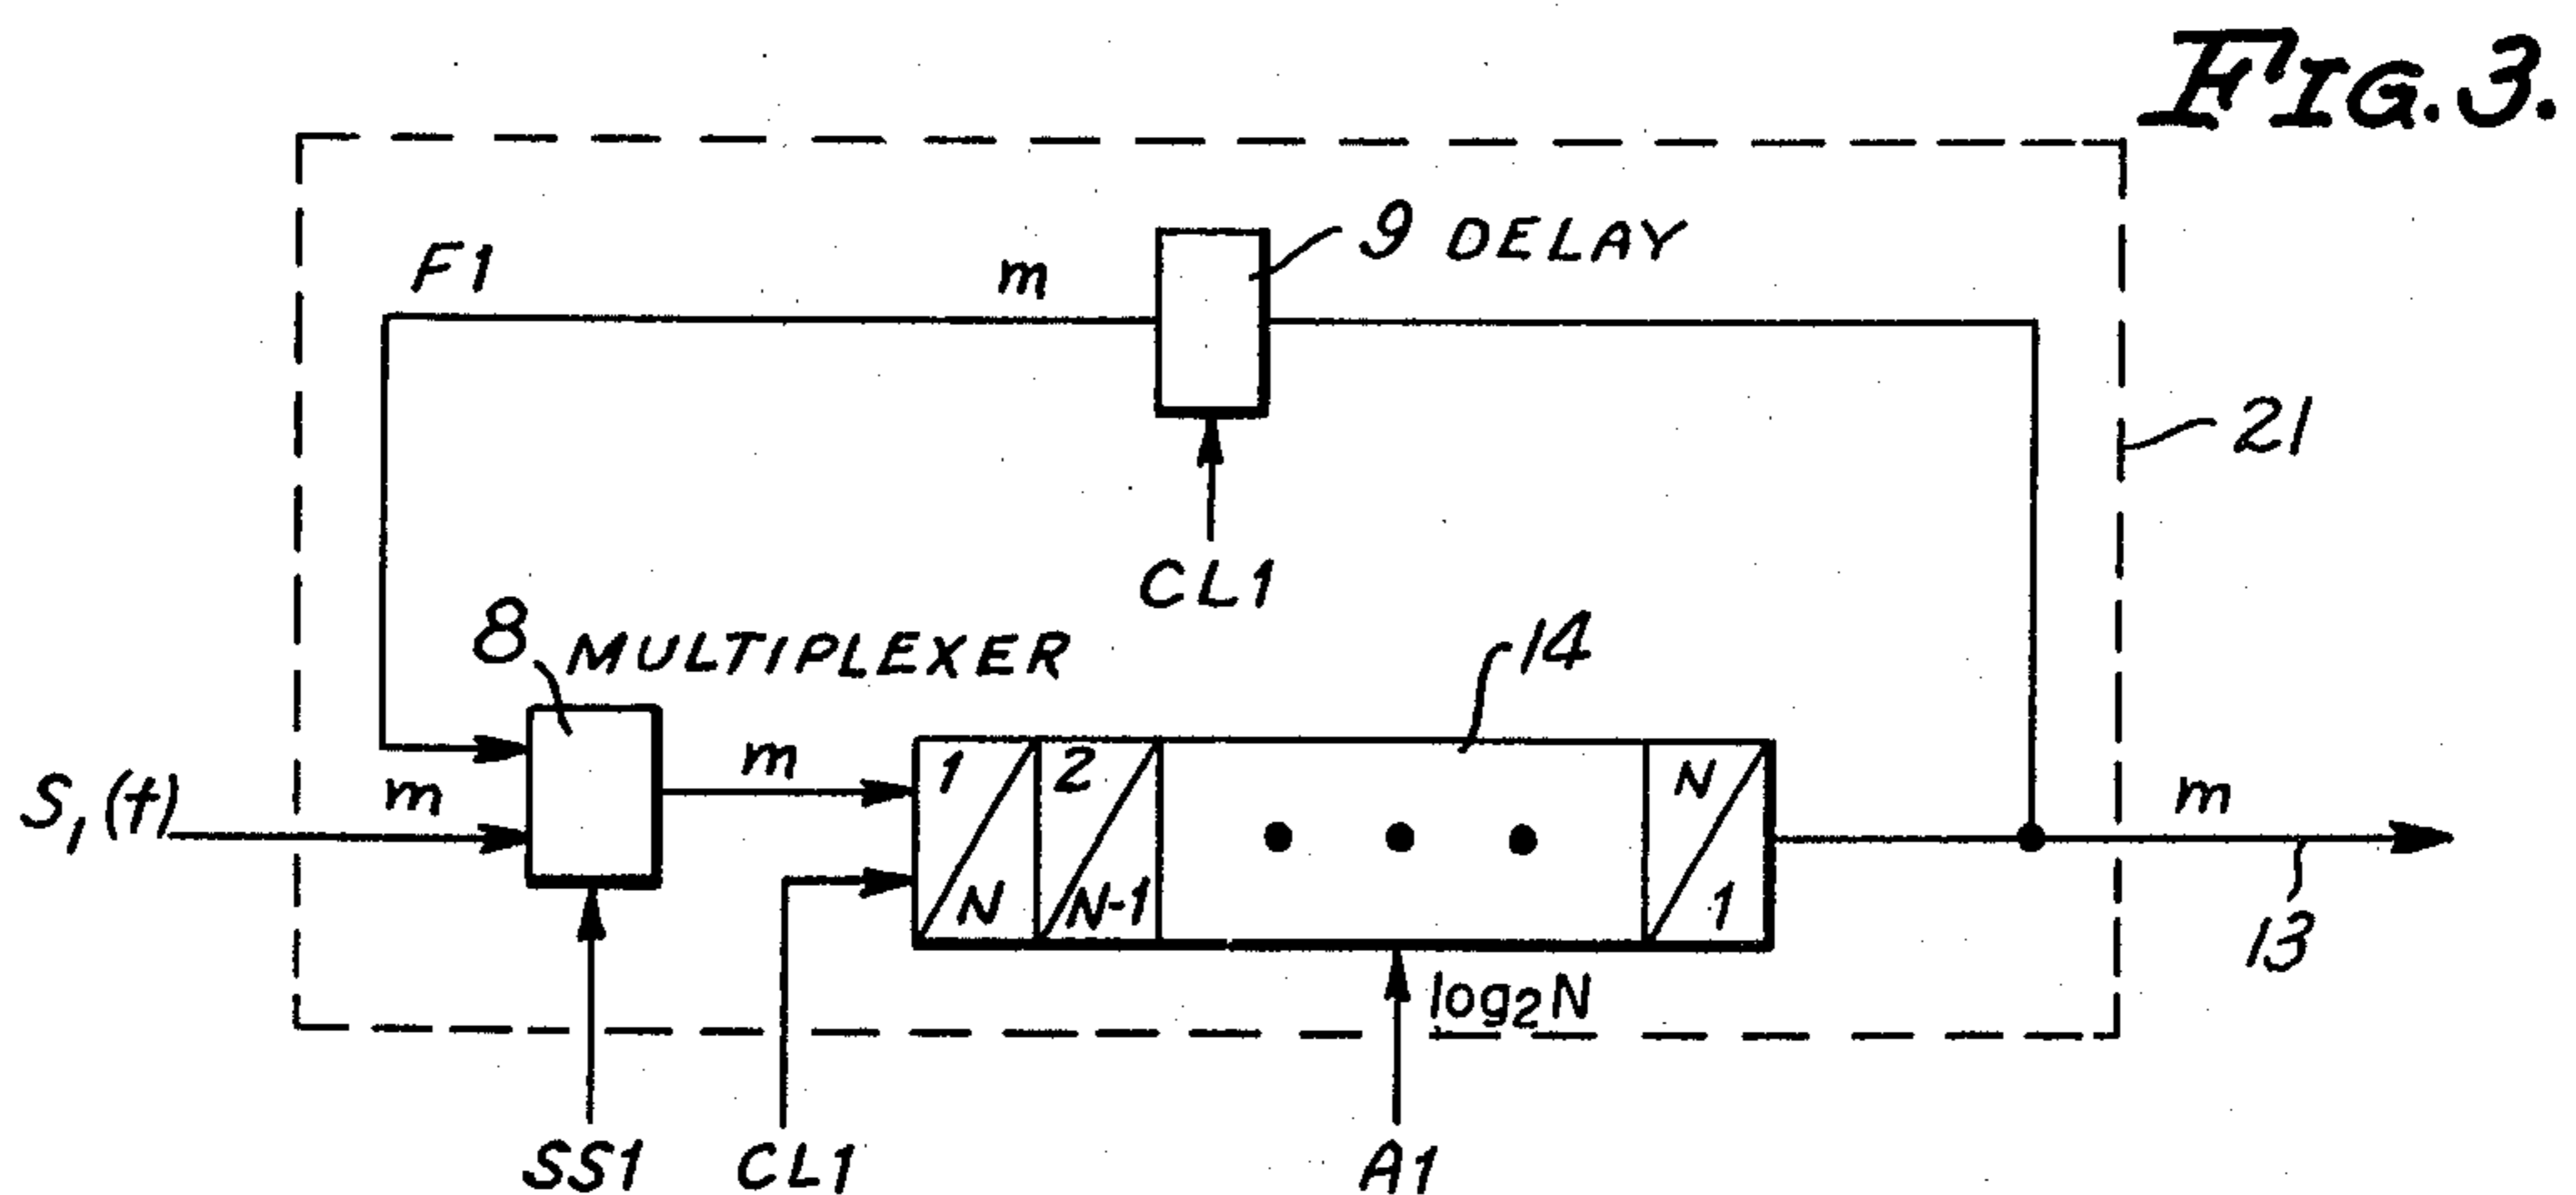 FIG. 3.
9 DELAY
F1
m
21
CL1
8 MULTIPLEXER
14
m
1
2
N
S₁(t)
m
m
N
N-1
1
13
log₂N
SS1
CL1
A1